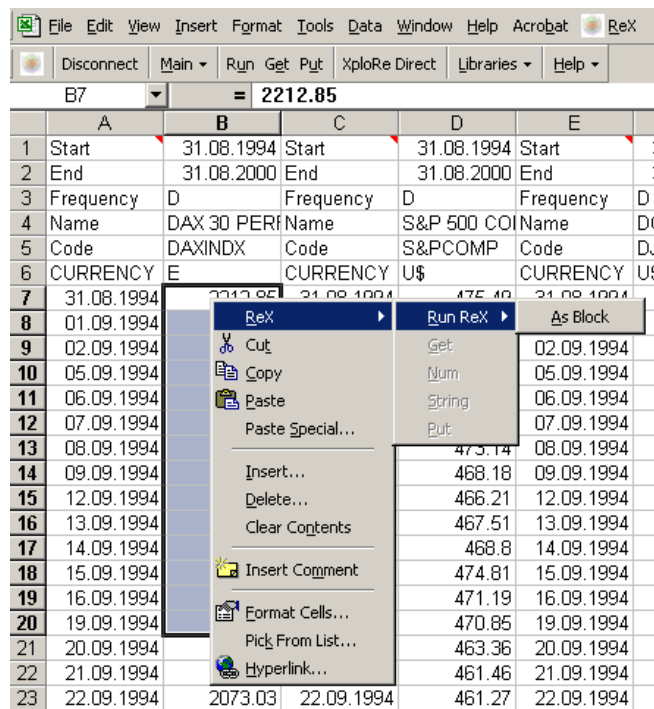 File Edit View Insert Format Tools Data Window Help Acrobat ReX
Disconnect Main Run Get Put XploRe Direct Libraries Help
B7 = 2212.85
A B C D E
1 Start 31.08.1994 Start 31.08.1994 Start
2 End 31.08.2000 End 31.08.2000 End
3 Frequency D Frequency D Frequency D
4 Name DAX 30 PERF Name S&P 500 COI Name
5 Code DAXINDX Code S&PCOMP Code
6 CURRENCY E CURRENCY U$ CURRENCY
7 31.08.1994 2212.85 31.08.1994 475.49 31.08.1994
8 01.09.1994
9 02.09.1994 02.09.1994
10 05.09.1994 05.09.1994
11 06.09.1994 06.09.1994
12 07.09.1994 07.09.1994
13 08.09.1994 473.14 08.09.1994
14 09.09.1994 468.18 09.09.1994
15 12.09.1994 466.21 12.09.1994
16 13.09.1994 467.51 13.09.1994
17 14.09.1994 468.8 14.09.1994
18 15.09.1994 474.81 15.09.1994
19 16.09.1994 471.19 16.09.1994
20 19.09.1994 470.85 19.09.1994
21 20.09.1994 463.36 20.09.1994
22 21.09.1994 461.46 21.09.1994
23 22.09.1994 2073.03 22.09.1994 461.27 22.09.1994
ReX
Cut
Copy
Paste
Paste Special...
Insert...
Delete...
Clear Contents
Insert Comment
Format Cells...
Pick From List...
Hyperlink...
Run ReX
Get
Num
String
Put
As Block